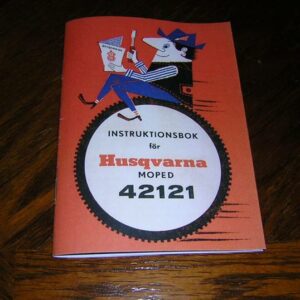 INSTRUKTIONSBOK
för
Husqvarna
MOPED
42121